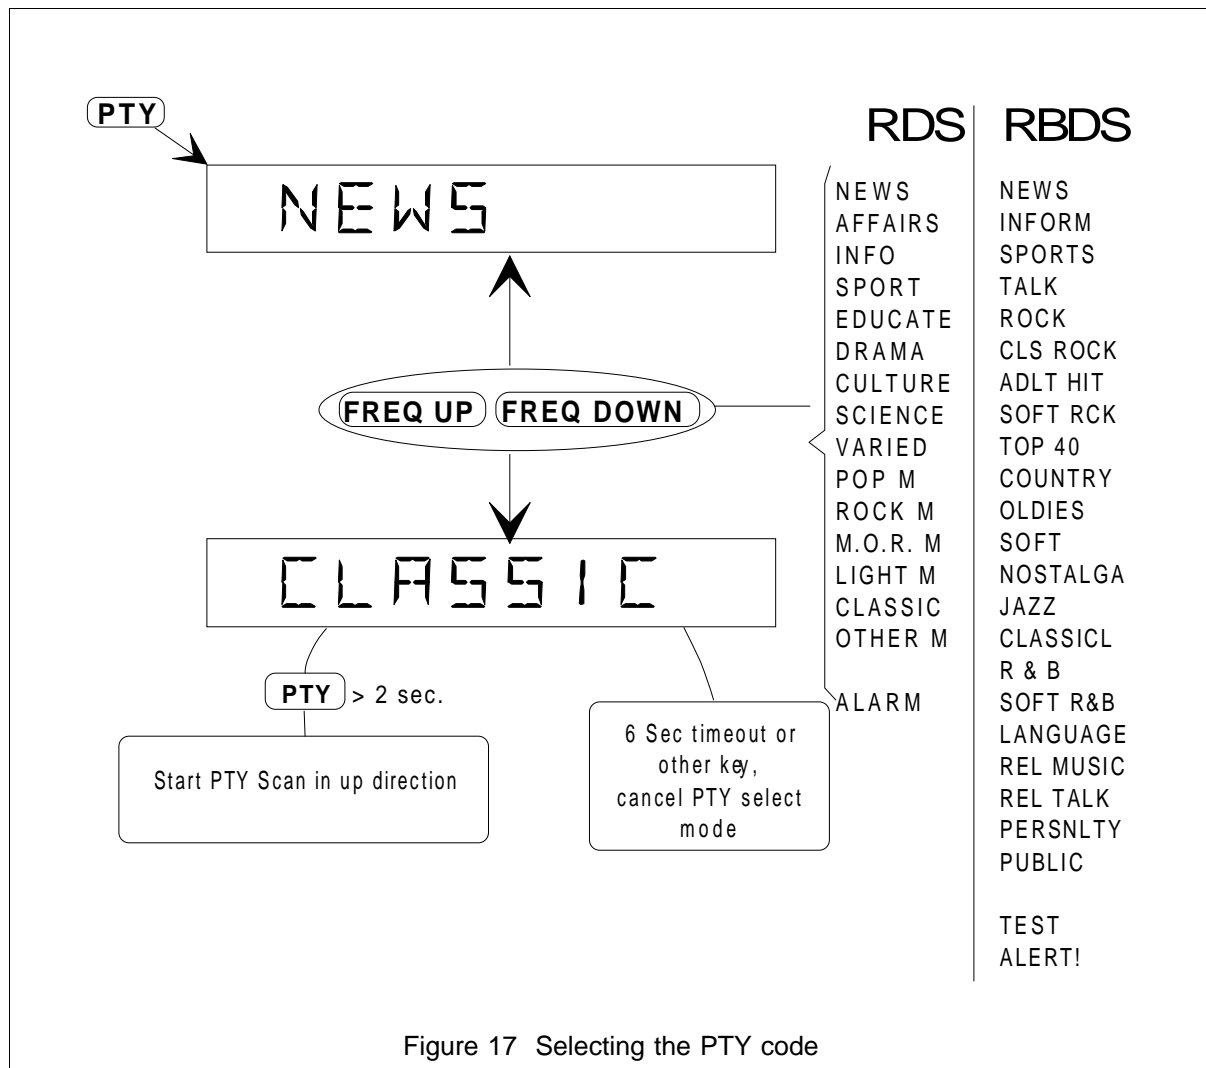 PTY
NEWS
FREQ UP FREQ DOWN
CLASSIC
PTY > 2 sec.
Start PTY Scan in up direction
6 Sec timeout or
other key,
cancel PTY select
mode
RDS
NEWS
AFFAIRS
INFO
SPORT
EDUCATE
DRAMA
CULTURE
SCIENCE
VARIED
POP M
ROCK M
M.O.R. M
LIGHT M
CLASSIC
OTHER M
ALARM
RBDS
NEWS
INFORM
SPORTS
TALK
ROCK
CLS ROCK
ADLT HIT
SOFT RCK
TOP 40
COUNTRY
OLDIES
SOFT
NOSTALGA
JAZZ
CLASSICL
R & B
SOFT R&B
LANGUAGE
REL MUSIC
REL TALK
PERSNLTY
PUBLIC
TEST
ALERT!
Figure 17 Selecting the PTY code